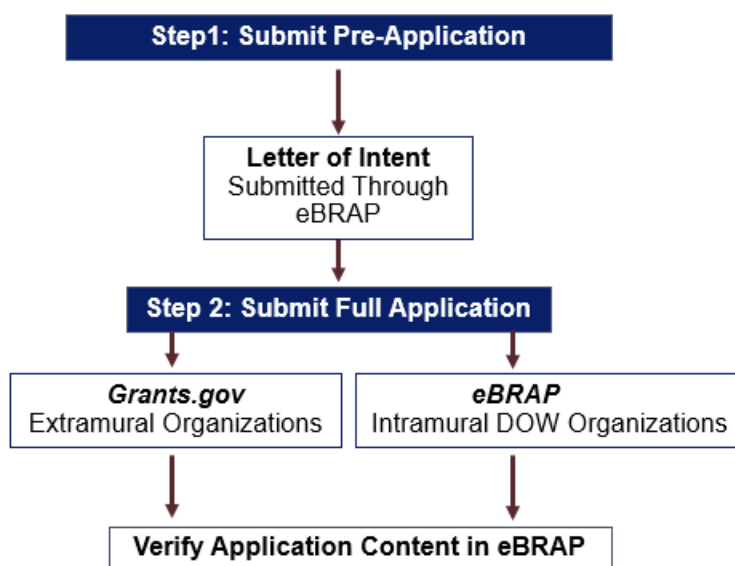 Step1: Submit Pre-Application
Letter of Intent
Submitted Through
eBRAP
Step 2: Submit Full Application
Grants.gov
Extramural Organizations
eBRAP
Intramural DOW Organizations
Verify Application Content in eBRAP